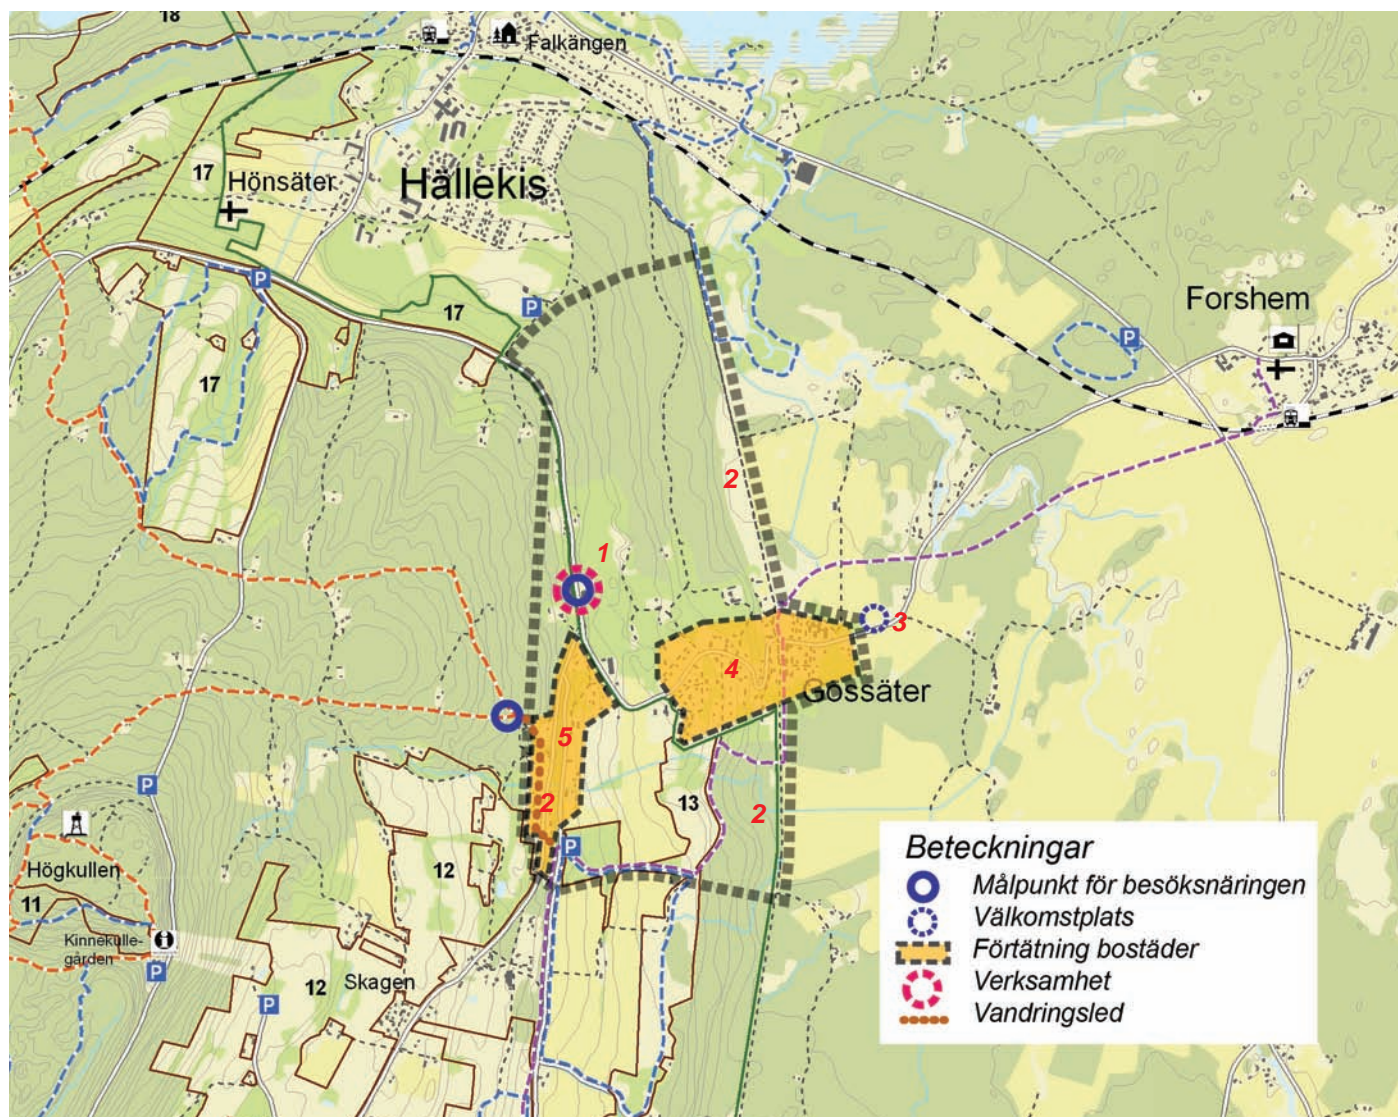 18
Falkängen
17
Hönsäter
Hällekis
P
P
17
Forshem
P
17
2
1
3
4
Gossäter
5
P
2
13
2
P
12
Högkullen
11
Kinnekulle-
gården
i
P
12
Skagen
P
Beteckningar
Målpunkt för besöksnäringen
Välkomstplats
Förtätning bostäder
Verksamhet
Vandringsled